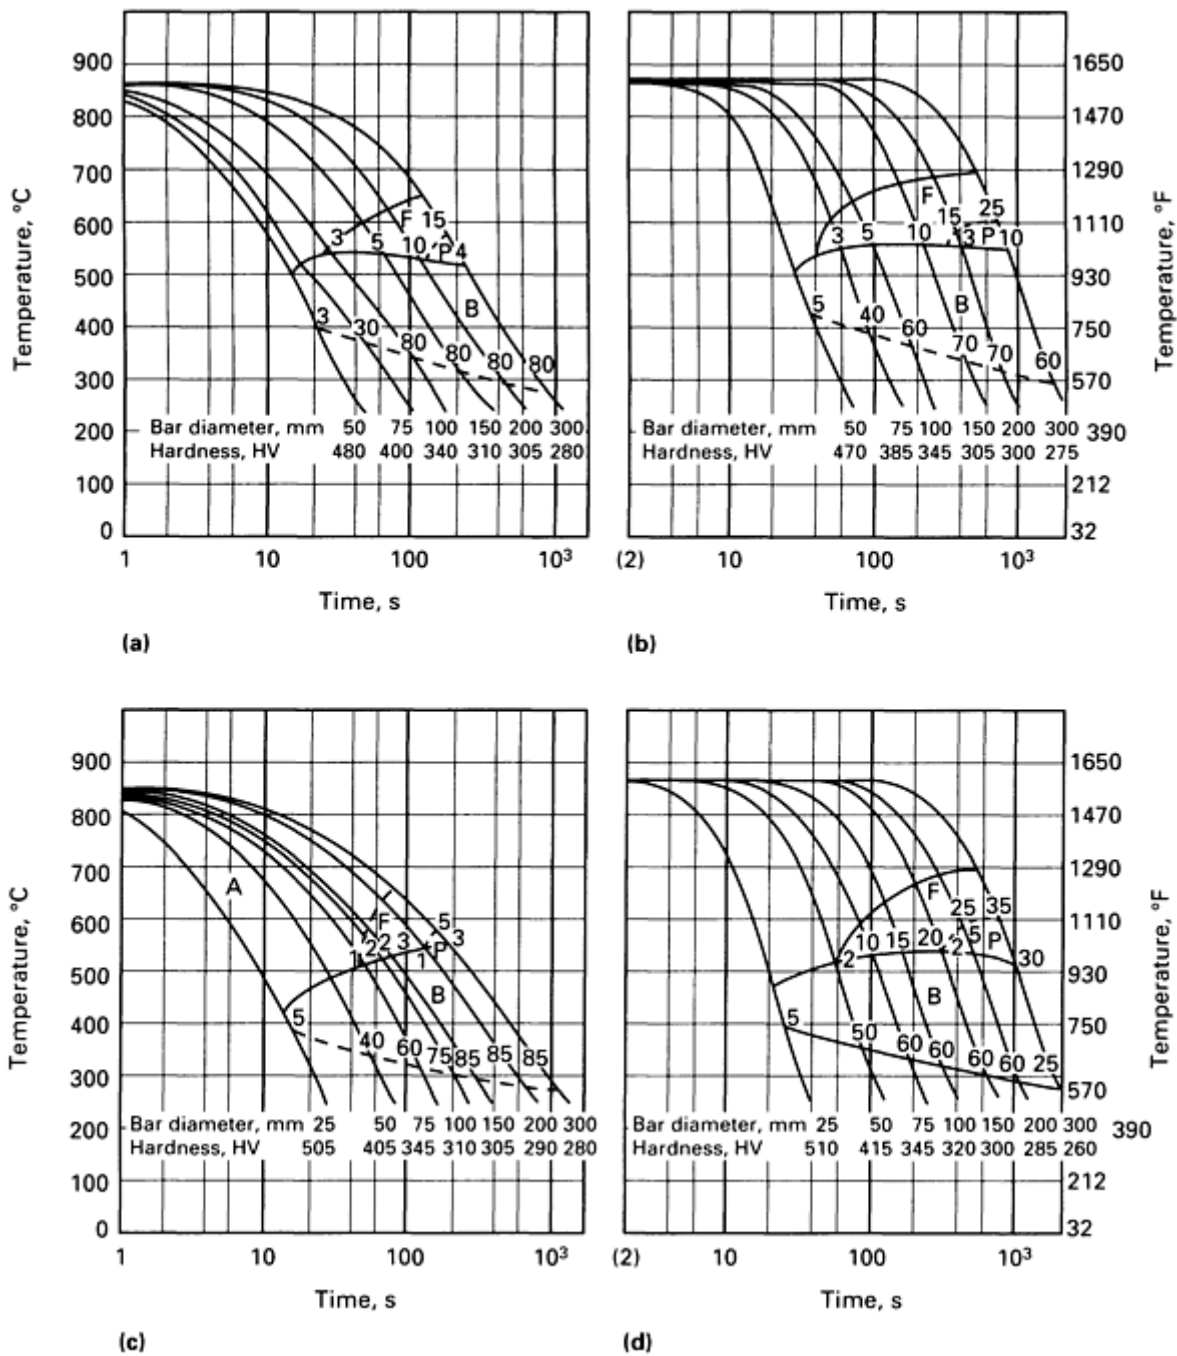 900
800
700
600
500
400
300
200
100
0
Temperature, °C
F 15
3
5
10
P 4
B
3
30
80
80
80
80
Bar diameter, mm 50 75 100 150 200 300
Hardness, HV 480 400 340 310 305 280
1 10 100 10³
Time, s
(a)
1650
1470
1290
1110
930
750
570
390
212
32
Temperature, °F
F
15
25
3
5
10
3
P
10
B
5
40
60
70
70
60
Bar diameter, mm 50 75 100 150 200 300
Hardness, HV 470 385 345 305 300 275
(2) 10 100 10³
Time, s
(b)
900
800
700
600
500
400
300
200
100
0
Temperature, °C
A
F
5
1
2
2
3
3
1
P
B
5
40
60
75
85
85
85
Bar diameter, mm 25 50 75 100 150 200 300
Hardness, HV 505 405 345 310 305 290 280
1 10 100 10³
Time, s
(c)
1650
1470
1290
1110
930
750
570
390
212
32
Temperature, °F
F
25
35
10
15
20
5
P
2
2
30
B
5
50
60
60
60
60
25
Bar diameter, mm 25 50 75 100 150 200 300
Hardness, HV 510 415 345 320 300 285 260
(2) 10 100 10³
Time, s
(d)